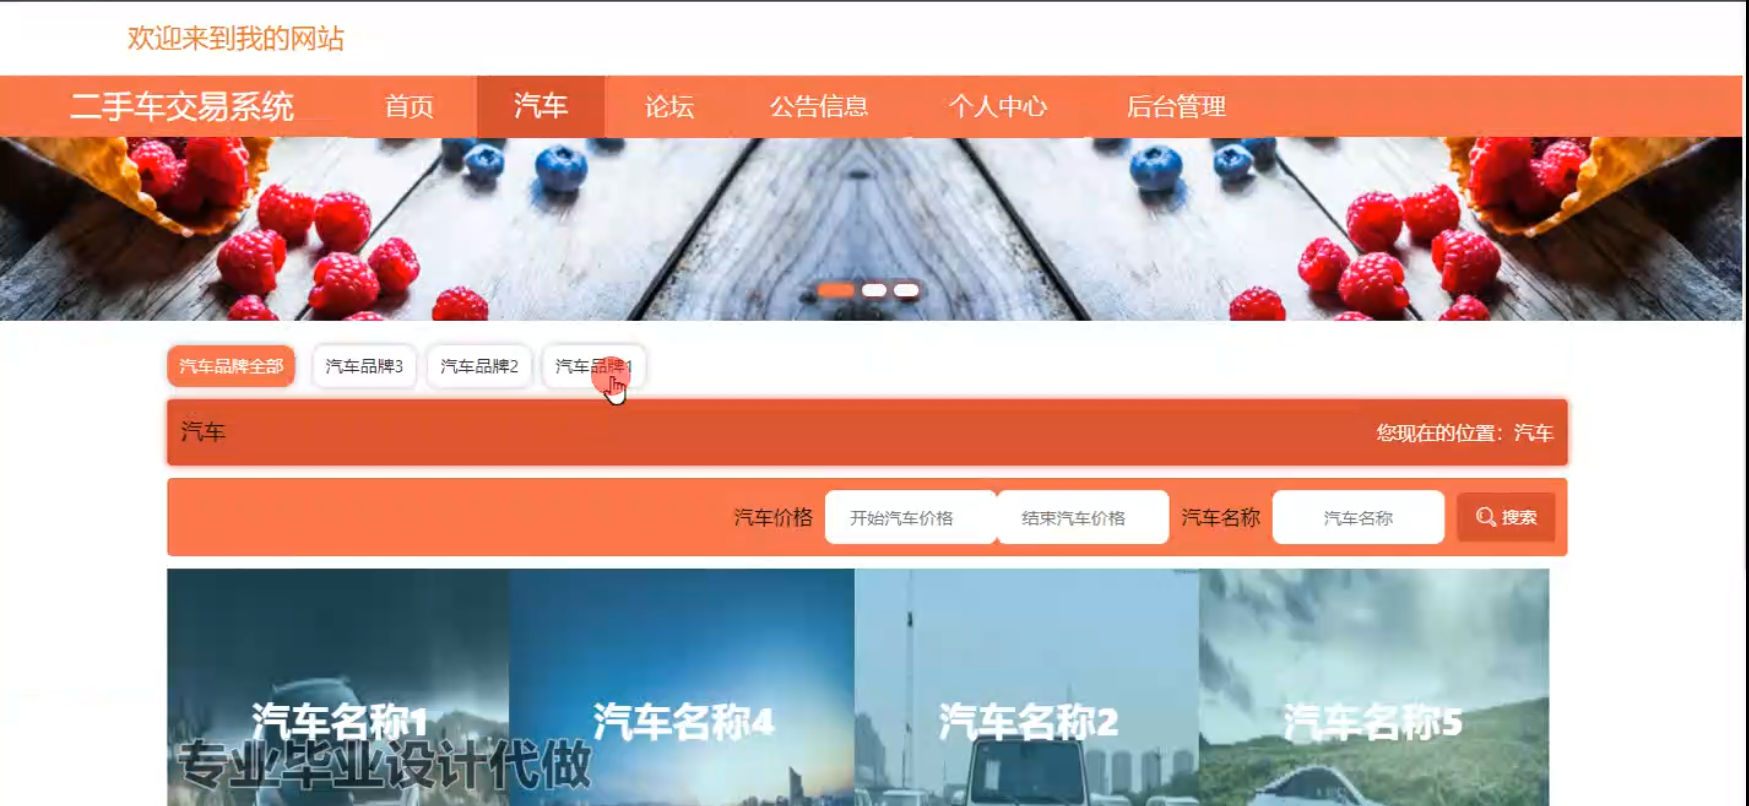 欢迎来到我的网站
二手车交易系统 首页 汽车 论坛 公告信息 个人中心 后台管理
汽车品牌全部 汽车品牌3 汽车品牌2 汽车品牌1
汽车 您现在的位置：汽车
汽车价格 开始汽车价格 结束汽车价格 汽车名称 汽车名称 搜索
汽车名称1 汽车名称4 汽车名称2 汽车名称5
专业毕业设计代做